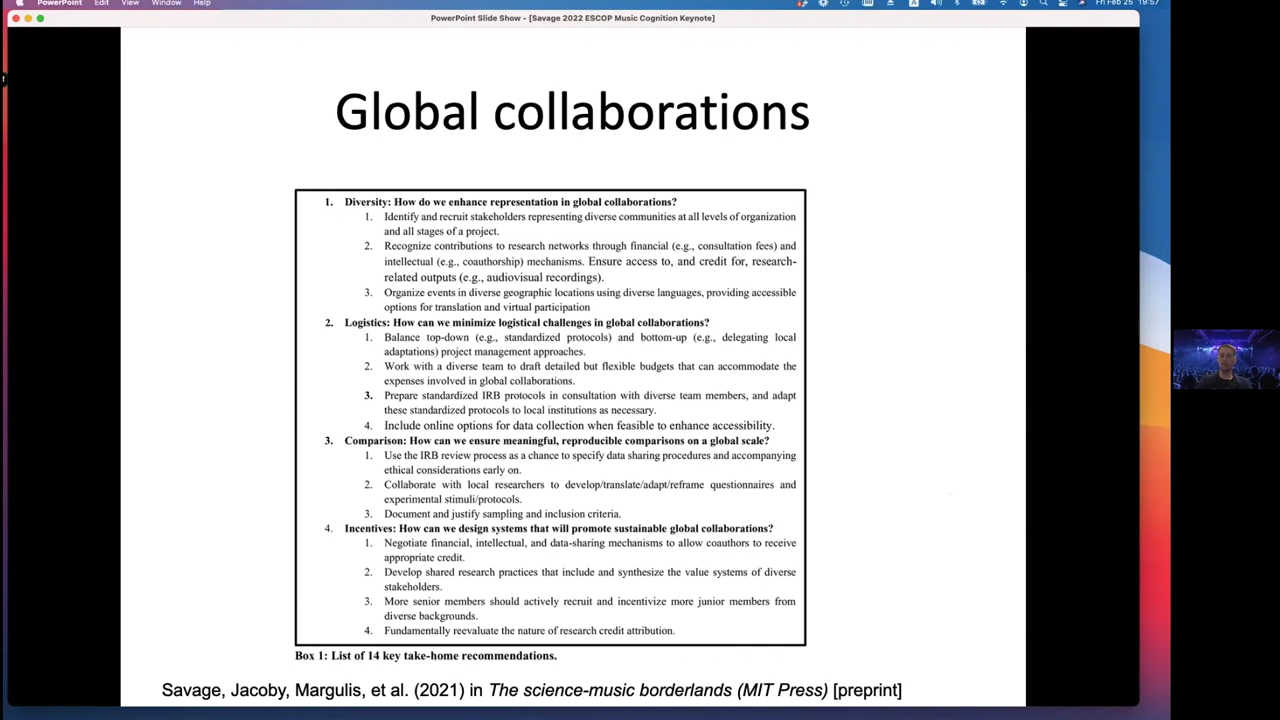 PowerPoint Edit View Window Help
Fri Feb 25 19:57
PowerPoint Slide Show - [Savage 2022 ESCOP Music Cognition Keynote]
Global collaborations
1. Diversity: How do we enhance representation in global collaborations?
1. Identify and recruit stakeholders representing diverse communities at all levels of organization
and all stages of a project.
2. Recognize contributions to research networks through financial (e.g., consultation fees) and
intellectual (e.g., coauthorship) mechanisms. Ensure access to, and credit for, research-
related outputs (e.g., audiovisual recordings).
3. Organize events in diverse geographic locations using diverse languages, providing accessible
options for translation and virtual participation
2. Logistics: How can we minimize logistical challenges in global collaborations?
1. Balance top-down (e.g., standardized protocols) and bottom-up (e.g., delegating local
adaptations) project management approaches.
2. Work with a diverse team to draft detailed but flexible budgets that can accommodate the
expenses involved in global collaborations.
3. Prepare standardized IRB protocols in consultation with diverse team members, and adapt
these standardized protocols to local institutions as necessary.
4. Include online options for data collection when feasible to enhance accessibility.
3. Comparison: How can we ensure meaningful, reproducible comparisons on a global scale?
1. Use the IRB review process as a chance to specify data sharing procedures and accompanying
ethical considerations early on.
2. Collaborate with local researchers to develop/translate/adapt/reframe questionnaires and
experimental stimuli/protocols.
3. Document and justify sampling and inclusion criteria.
4. Incentives: How can we design systems that will promote sustainable global collaborations?
1. Negotiate financial, intellectual, and data-sharing mechanisms to allow coauthors to receive
appropriate credit.
2. Develop shared research practices that include and synthesize the value systems of diverse
stakeholders.
3. More senior members should actively recruit and incentivize more junior members from
diverse backgrounds.
4. Fundamentally reevaluate the nature of research credit attribution.
Box 1: List of 14 key take-home recommendations.
Savage, Jacoby, Margulis, et al. (2021) in The science-music borderlands (MIT Press) [preprint]